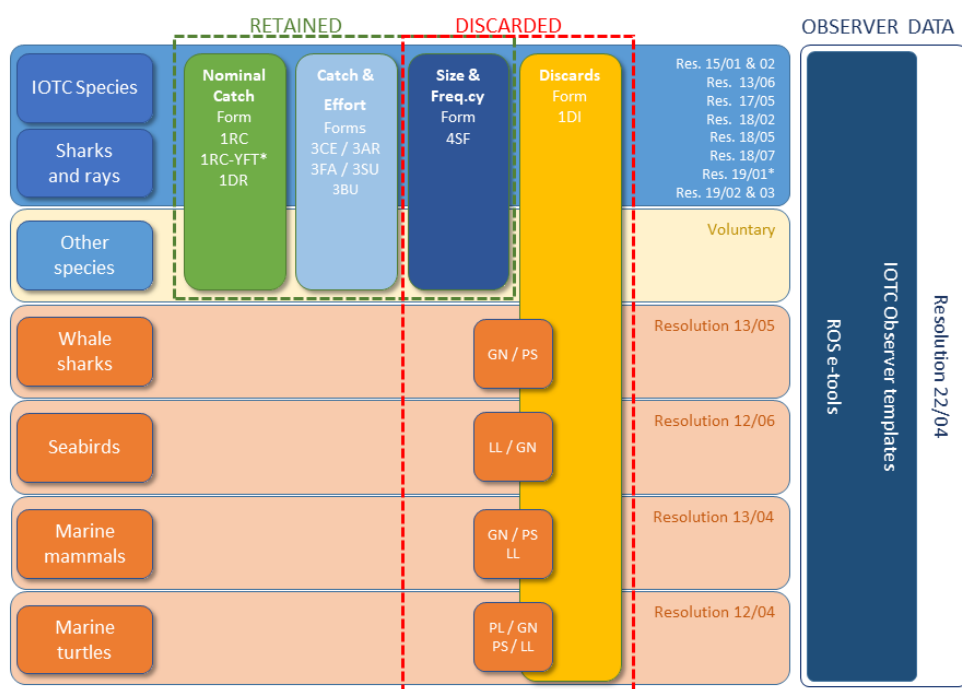 RETAINED
DISCARDED
OBSERVER DATA
IOTC Species
Sharks
and rays
Nominal
Catch
Form
1RC
1RC-YFT*
1DR
Catch &
Effort
Forms
3CE / 3AR
3FA / 3SU
3BU
Size &
Freq.cy
Form
4SF
Discards
Form
1DI
Res. 15/01 & 02
Res. 13/06
Res. 17/05
Res. 18/02
Res. 18/05
Res. 18/07
Res. 19/01*
Res. 19/02 & 03
Other
species
Voluntary
Whale
sharks
GN / PS
Resolution 13/05
Seabirds
LL / GN
Resolution 12/06
Marine
mammals
GN / PS
LL
Resolution 13/04
Marine
turtles
PL / GN
PS / LL
Resolution 12/04
ROS e-tools
IOTC Observer templates
Resolution 22/04